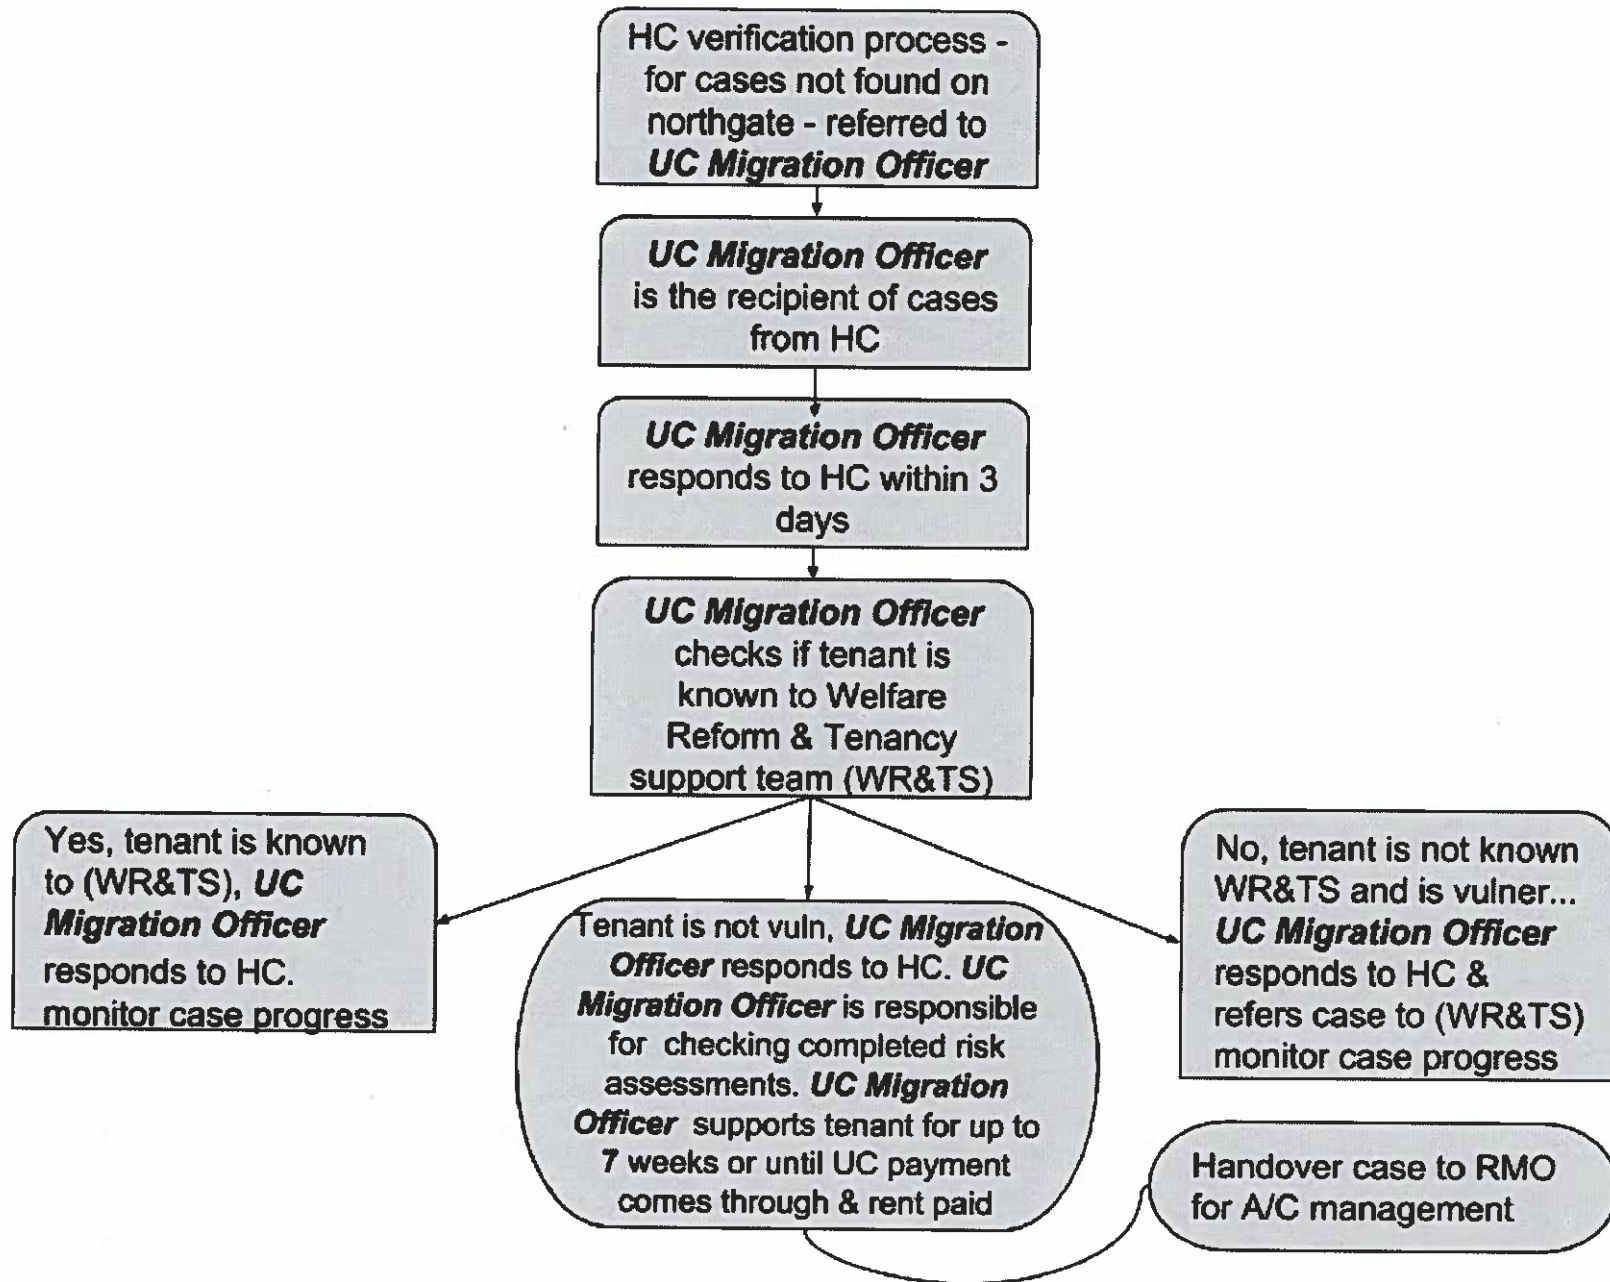 HC verification process -
for cases not found on
northgate - referred to
UC Migration Officer
UC Migration Officer
is the recipient of cases
from HC
UC Migration Officer
responds to HC within 3
days
UC Migration Officer
checks if tenant is
known to Welfare
Reform & Tenancy
support team (WR&TS)
Yes, tenant is known
to (WR&TS), UC
Migration Officer
responds to HC.
monitor case progress
Tenant is not vuln, UC Migration
Officer responds to HC. UC
Migration Officer is responsible
for checking completed risk
assessments. UC Migration
Officer supports tenant for up to
7 weeks or until UC payment
comes through & rent paid
No, tenant is not known
WR&TS and is vulner...
UC Migration Officer
responds to HC &
refers case to (WR&TS)
monitor case progress
Handover case to RMO
for A/C management